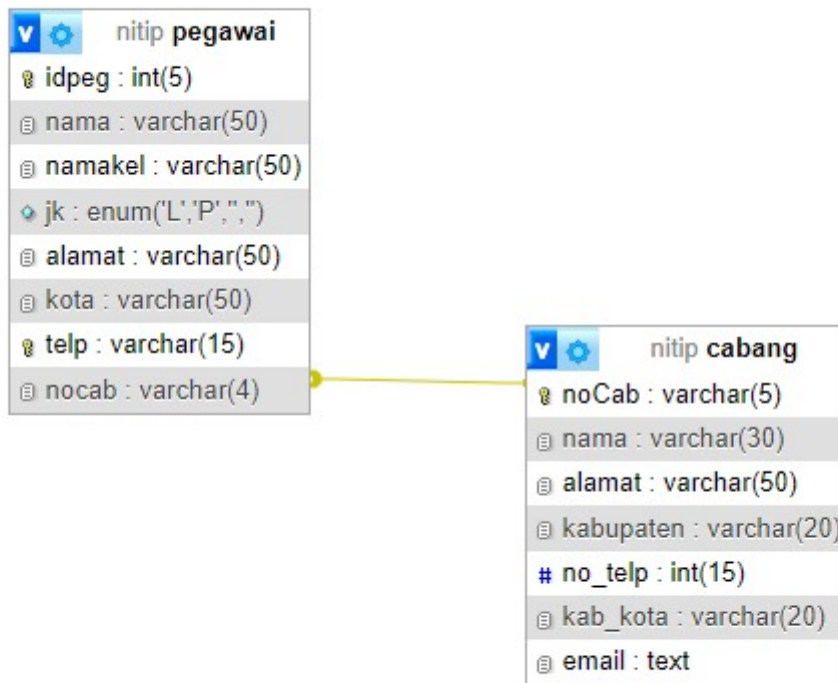 v nitip pegawai
idpeg : int(5)
nama : varchar(50)
namakel : varchar(50)
jk : enum('L','P','','')
alamat : varchar(50)
kota : varchar(50)
telp : varchar(15)
nocab : varchar(4)
v nitip cabang
noCab : varchar(5)
nama : varchar(30)
alamat : varchar(50)
kabupaten : varchar(20)
# no_telp : int(15)
kab_kota : varchar(20)
email : text